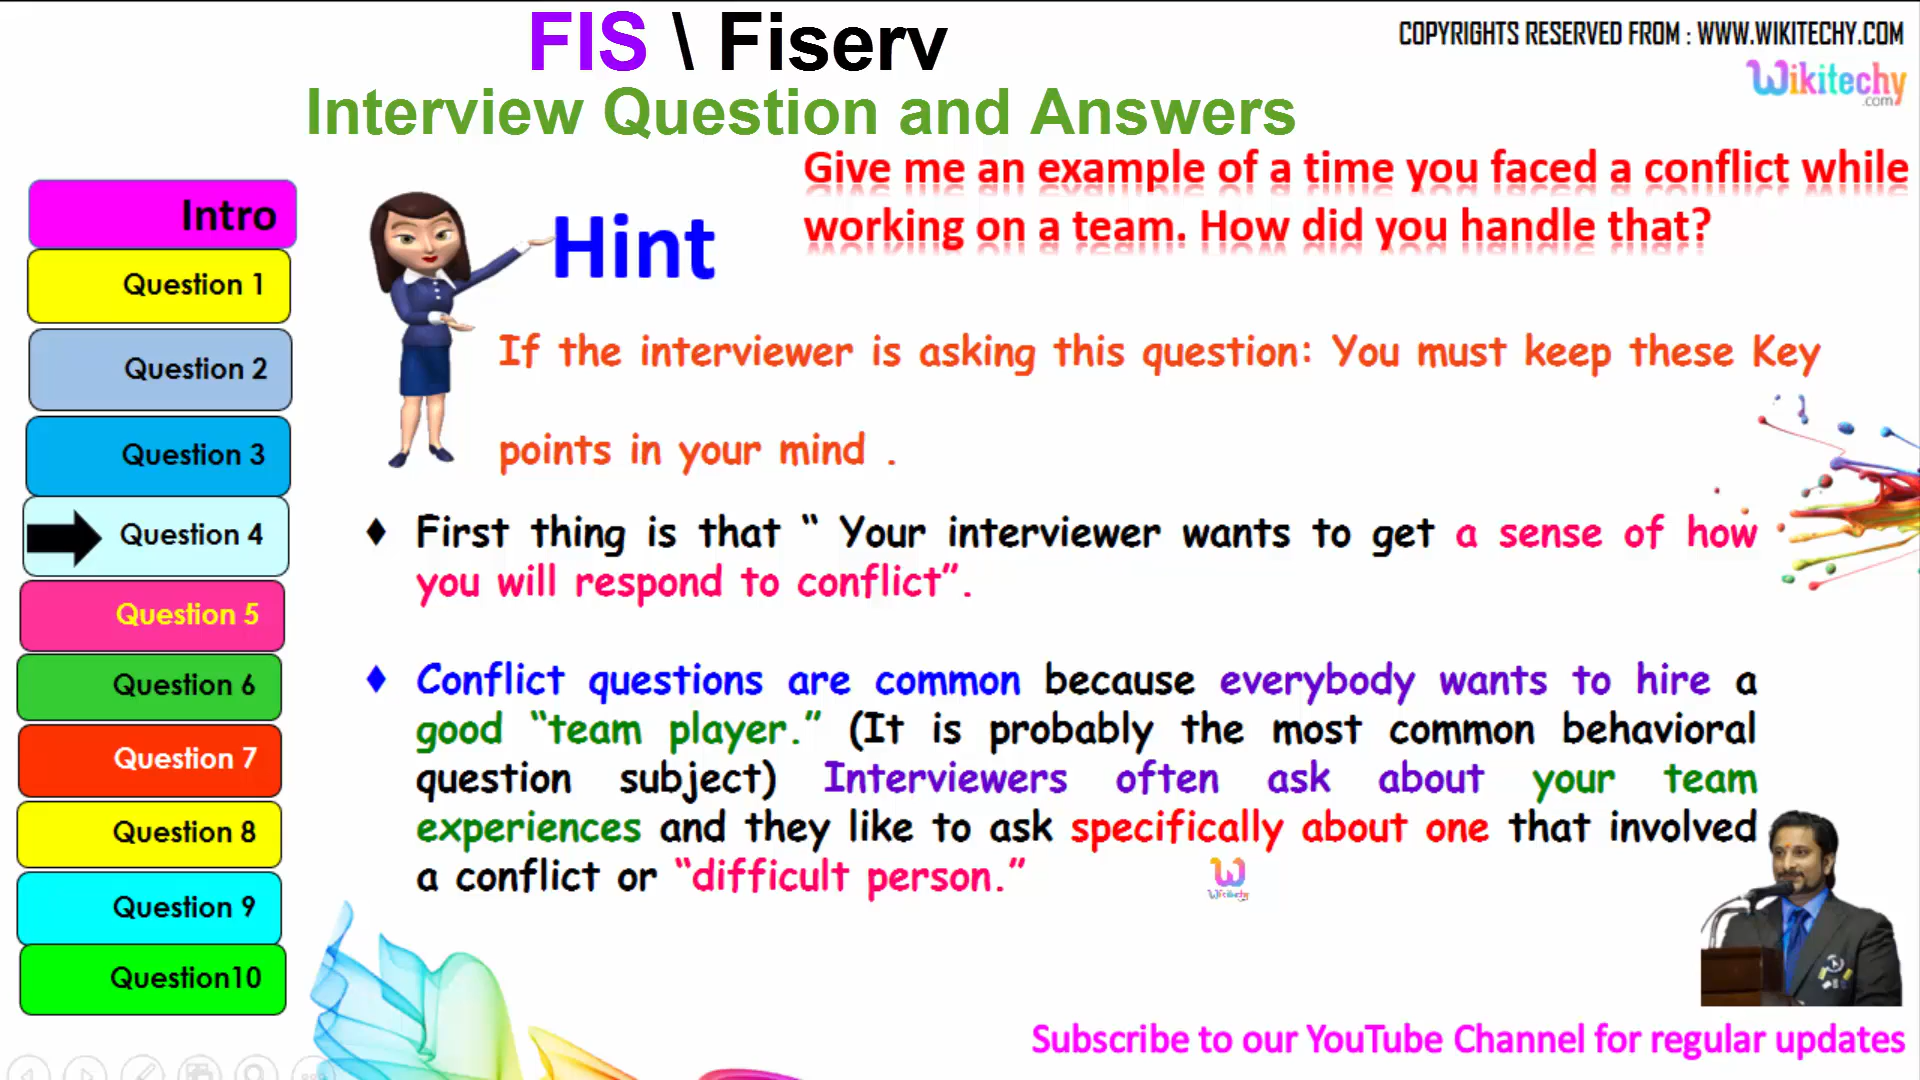 FIS \ Fiserv
COPYRIGHTS RESERVED FROM : WWW.WIKITECHY.COM
Wikitechy
.com
Interview Question and Answers
Give me an example of a time you faced a conflict while
working on a team. How did you handle that?
Hint
Intro
Question 1
Question 2
Question 3
Question 4
Question 5
Question 6
Question 7
Question 8
Question 9
Question10
If the interviewer is asking this question: You must keep these Key
points in your mind .
♦ First thing is that “ Your interviewer wants to get a sense of how
you will respond to conflict”.
♦ Conflict questions are common because everybody wants to hire a
good “team player.” (It is probably the most common behavioral
question subject) Interviewers often ask about your team
experiences and they like to ask specifically about one that involved
a conflict or “difficult person.”
W
Wikitechy
Subscribe to our YouTube Channel for regular updates